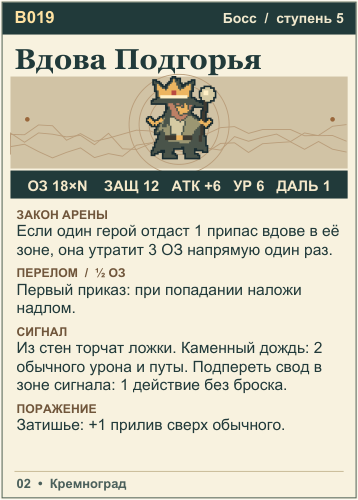 B019
Босс / ступень 5
Вдова Подгорья
ОЗ 18×N ЗАЩ 12 АТК +6 УР 6 ДАЛЬ 1
ЗАКОН АРЕНЫ
Если один герой отдаст 1 припас вдове в её
зоне, она утратит 3 ОЗ напрямую один раз.
ПЕРЕЛОМ / ½ ОЗ
Первый приказ: при попадании наложи
надлом.
СИГНАЛ
Из стен торчат ложки. Каменный дождь: 2
обычного урона и путы. Подпереть свод в
зоне сигнала: 1 действие без броска.
ПОРАЖЕНИЕ
Затишье: +1 прилив сверх обычного.
02 • Кремноград